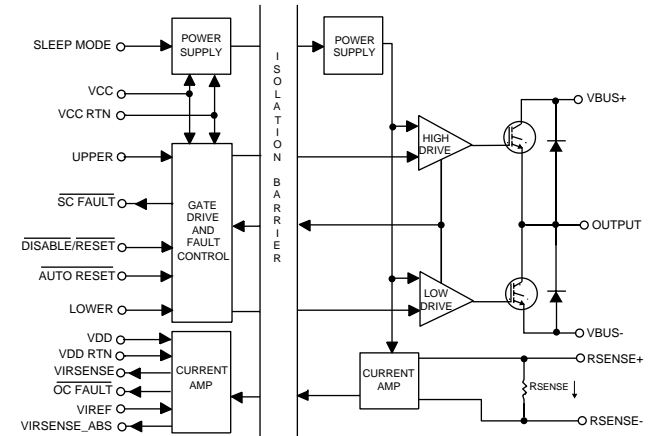 SLEEP MODE
VCC
VCC RTN
UPPER
SC FAULT
DISABLE/RESET
AUTO RESET
LOWER
VDD
VDD RTN
VIRSENSE
OC FAULT
VIREF
VIRSENSE_ABS
POWER
SUPPLY
GATE
DRIVE
AND
FAULT
CONTROL
CURRENT
AMP
ISOLATION BARRIER
POWER
SUPPLY
HIGH
DRIVE
LOW
DRIVE
CURRENT
AMP
RSENSE
VBUS+
OUTPUT
VBUS-
RSENSE+
RSENSE-